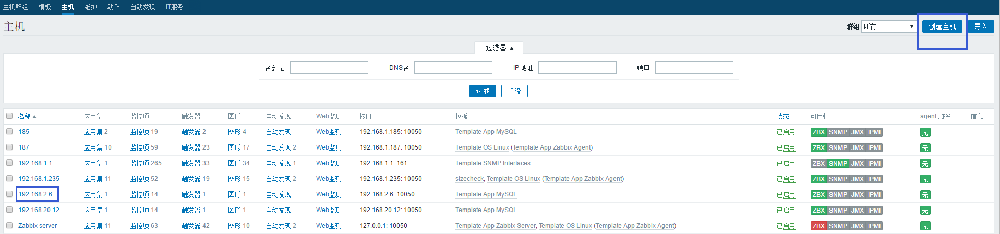 主机群组 模板 主机 维护 动作 自动发现 IT服务
主机 群组 所有 创建主机 导入
过滤器
名字 是 DNS名 IP 地址 端口
过滤 重设
名称 应用集 监控项 触发器 图形 自动发现 Web监测 接口 模板 状态 可用性 agent 加密 信息
185 应用集 2 监控项 19 触发器 2 图形 4 自动发现 Web监测 192.168.1.185: 10050 Template App MySQL 已启用 ZBX SNMP JMX IPMI 无
187 应用集 10 监控项 59 触发器 23 图形 17 自动发现 2 Web监测 192.168.1.187: 10050 Template OS Linux (Template App Zabbix Agent) 已启用 ZBX SNMP JMX IPMI 无
192.168.1.1 应用集 1 监控项 265 触发器 33 图形 34 自动发现 1 Web监测 192.168.1.1: 161 Template SNMP Interfaces 已启用 ZBX SNMP JMX IPMI 无
192.168.1.235 应用集 11 监控项 52 触发器 19 图形 15 自动发现 2 Web监测 192.168.1.235: 10050 sizecheck, Template OS Linux (Template App Zabbix Agent) 已启用 ZBX SNMP JMX IPMI 无
192.168.2.6 应用集 1 监控项 14 触发器 1 图形 1 自动发现 Web监测 192.168.2.6: 10050 Template App MySQL 已启用 ZBX SNMP JMX IPMI 无
192.168.20.12 应用集 1 监控项 14 触发器 1 图形 1 自动发现 Web监测 192.168.20.12: 10050 Template App MySQL 已启用 ZBX SNMP JMX IPMI 无
Zabbix server 应用集 11 监控项 63 触发器 42 图形 10 自动发现 2 Web监测 127.0.0.1: 10050 Template App Zabbix Server, Template OS Linux (Template App Zabbix Agent) 已启用 ZBX SNMP JMX IPMI 无